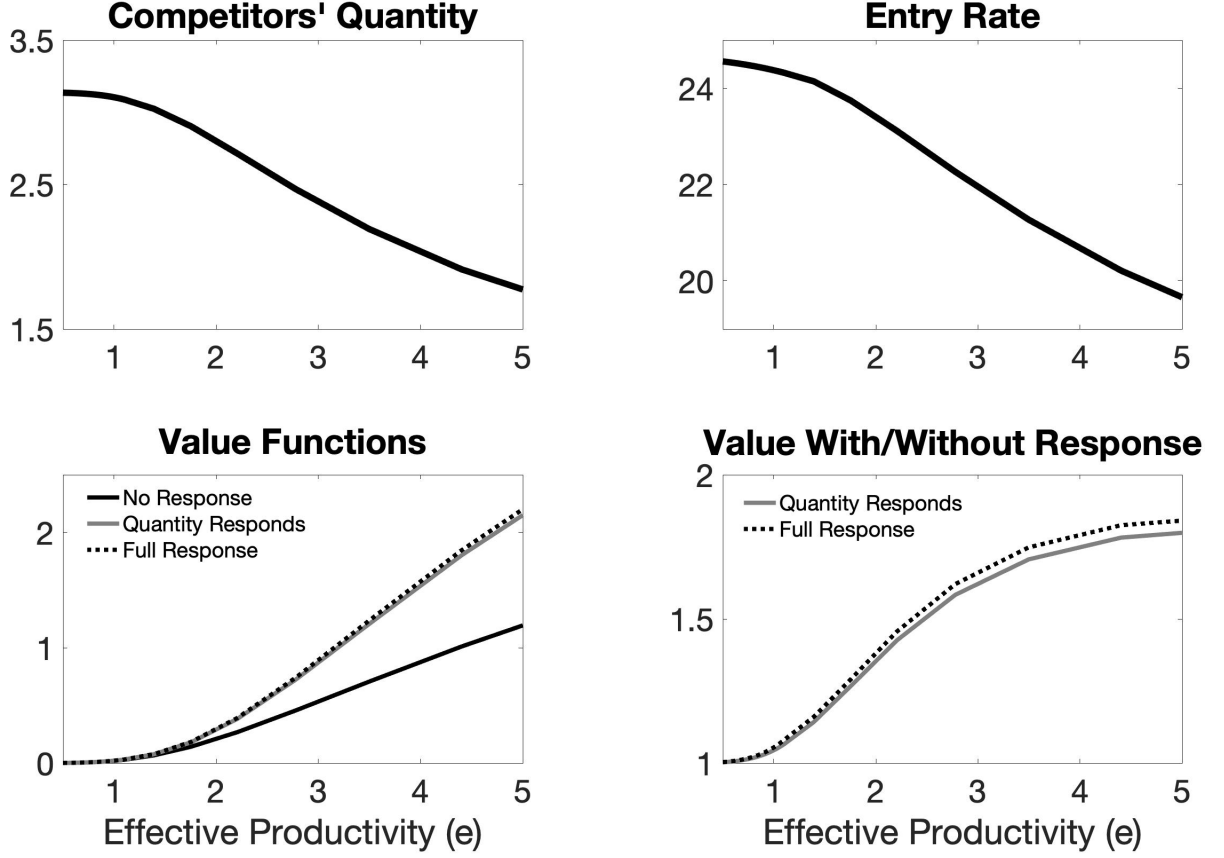 Competitors' Quantity
3.5
2.5
1.5
1 2 3 4 5
Entry Rate
24
22
20
1 2 3 4 5
Value Functions
No Response
Quantity Responds
Full Response
2
1
0
1 2 3 4 5
Effective Productivity (e)
Value With/Without Response
2
Quantity Responds
Full Response
1.5
1
1 2 3 4 5
Effective Productivity (e)